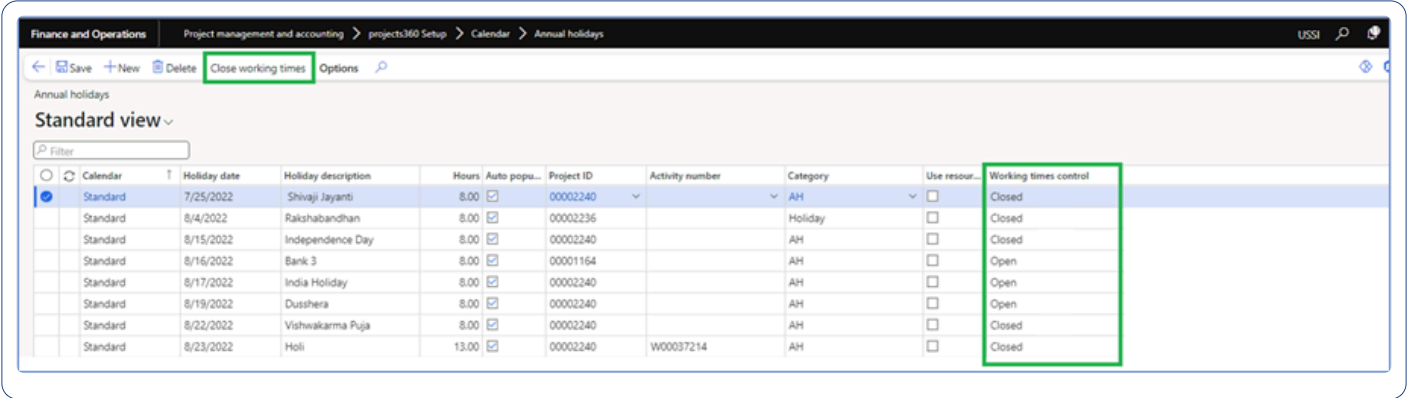 Finance and Operations Project management and accounting > projects360 Setup > Calendar > Annual holidays USSI
Save New Delete Close working times Options
Annual holidays
Standard view
Filter
Calendar Holiday date Holiday description Hours Auto popu... Project ID Activity number Category Use resour... Working times control
Standard 7/25/2022 Shivaji Jayanti 8.00 00002240 AH Closed
Standard 8/4/2022 Rakshabandhan 8.00 00002236 Holiday Closed
Standard 8/15/2022 Independence Day 8.00 00002240 AH Closed
Standard 8/16/2022 Bank 3 8.00 00001164 AH Open
Standard 8/17/2022 India Holiday 8.00 00002240 AH Open
Standard 8/19/2022 Dusshera 8.00 00002240 AH Open
Standard 8/22/2022 Vishwakarma Puja 8.00 00002240 AH Closed
Standard 8/23/2022 Holi 13.00 00002240 W00037214 AH Closed